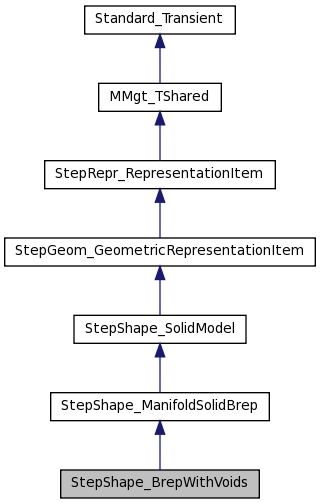 Standard_Transient
MMgt_TShared
StepRepr_RepresentationItem
StepGeom_GeometricRepresentationItem
StepShape_SolidModel
StepShape_ManifoldSolidBrep
StepShape_BrepWithVoids